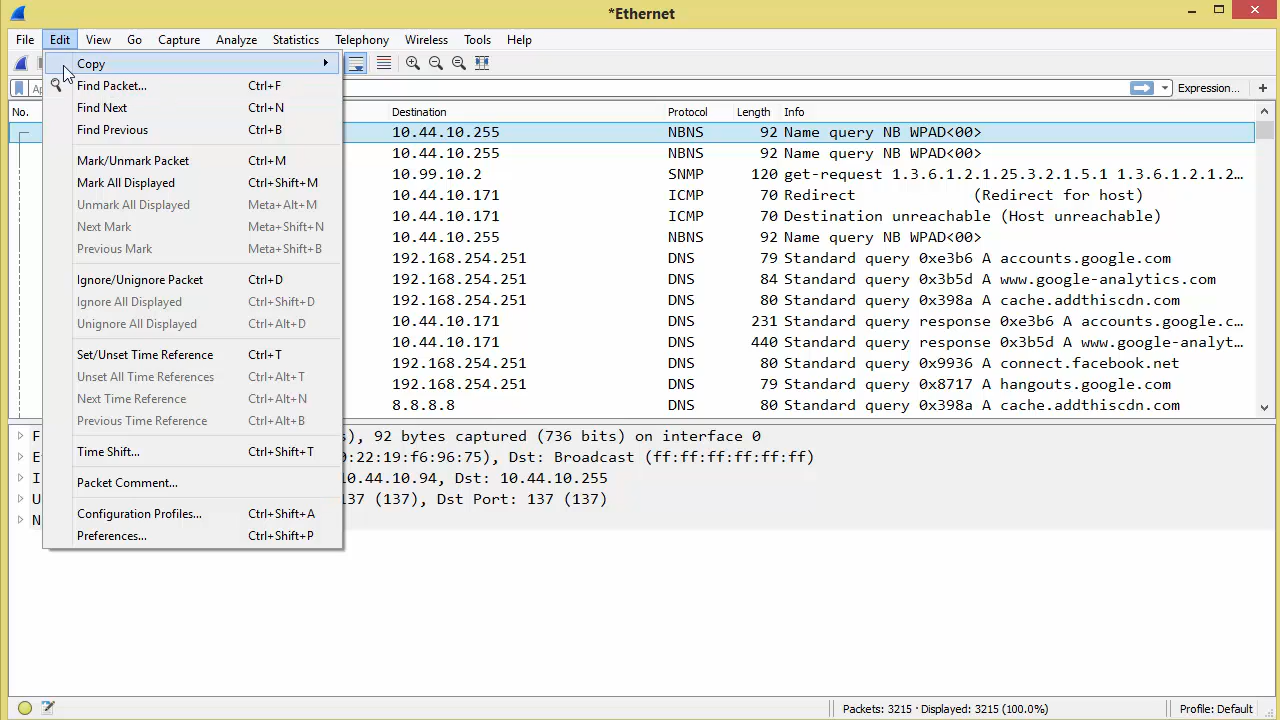 *Ethernet
File Edit View Go Capture Analyze Statistics Telephony Wireless Tools Help
Expression... +
No. Destination Protocol Length Info
Copy
Find Packet... Ctrl+F
Find Next Ctrl+N
Find Previous Ctrl+B
Mark/Unmark Packet Ctrl+M
Mark All Displayed Ctrl+Shift+M
Unmark All Displayed Meta+Alt+M
Next Mark Meta+Shift+N
Previous Mark Meta+Shift+B
Ignore/Unignore Packet Ctrl+D
Ignore All Displayed Ctrl+Shift+D
Unignore All Displayed Ctrl+Alt+D
Set/Unset Time Reference Ctrl+T
Unset All Time References Ctrl+Alt+T
Next Time Reference Ctrl+Alt+N
Previous Time Reference Ctrl+Alt+B
Time Shift... Ctrl+Shift+T
Packet Comment...
Configuration Profiles... Ctrl+Shift+A
Preferences... Ctrl+Shift+P
10.44.10.255 NBNS 92 Name query NB WPAD<00>
10.44.10.255 NBNS 92 Name query NB WPAD<00>
10.99.10.2 SNMP 120 get-request 1.3.6.1.2.1.25.3.2.1.5.1 1.3.6.1.2.1.2...
10.44.10.171 ICMP 70 Redirect (Redirect for host)
10.44.10.171 ICMP 70 Destination unreachable (Host unreachable)
10.44.10.255 NBNS 92 Name query NB WPAD<00>
192.168.254.251 DNS 79 Standard query 0xe3b6 A accounts.google.com
192.168.254.251 DNS 84 Standard query 0x3b5d A www.google-analytics.com
192.168.254.251 DNS 80 Standard query 0x398a A cache.addthiscdn.com
10.44.10.171 DNS 231 Standard query response 0xe3b6 A accounts.google.c...
10.44.10.171 DNS 440 Standard query response 0x3b5d A www.google-analyt...
192.168.254.251 DNS 80 Standard query 0x9936 A connect.facebook.net
192.168.254.251 DNS 79 Standard query 0x8717 A hangouts.google.com
8.8.8.8 DNS 80 Standard query 0x398a A cache.addthiscdn.com
F s), 92 bytes captured (736 bits) on interface 0
E :22:19:f6:96:75), Dst: Broadcast (ff:ff:ff:ff:ff:ff)
I 10.44.10.94, Dst: 10.44.10.255
U 137 (137), Dst Port: 137 (137)
N
Packets: 3215 · Displayed: 3215 (100.0%) Profile: Default